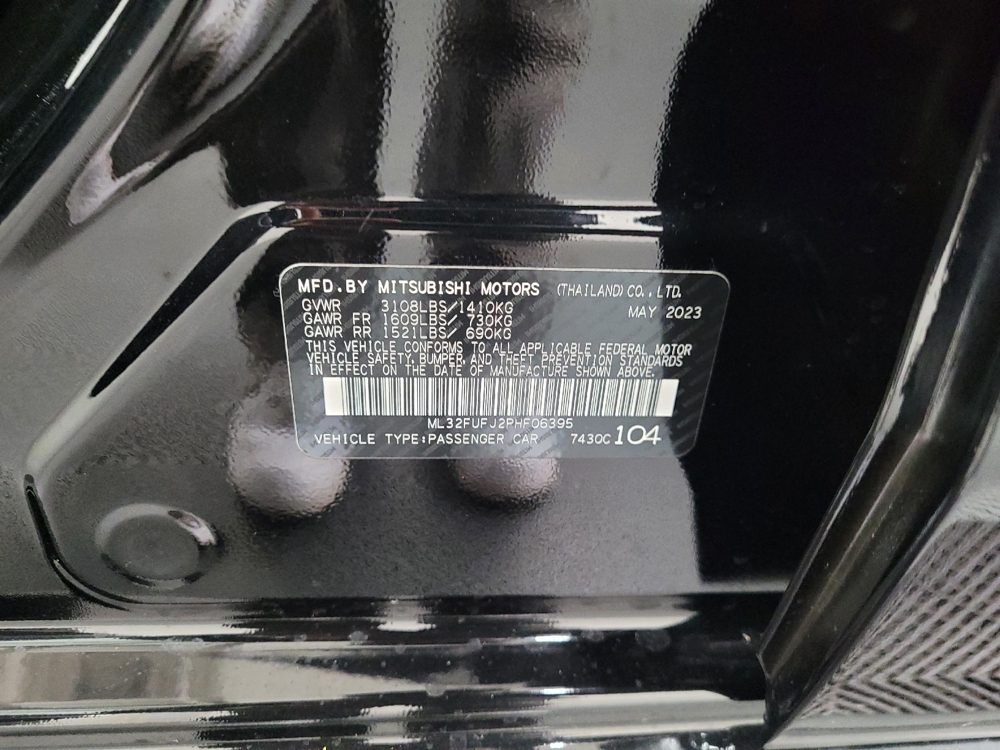 MFD.BY MITSUBISHI MOTORS (THAILAND) CO., LTD.
GVWR 3108LBS/1410KG MAY 2023
GAWR FR 1609LBS/ 730KG
GAWR RR 1521LBS/ 690KG
THIS VEHICLE CONFORMS TO ALL APPLICABLE FEDERAL MOTOR
VEHICLE SAFETY, BUMPER, AND THEFT PREVENTION STANDARDS
IN EFFECT ON THE DATE OF MANUFACTURE SHOWN ABOVE.
ML32FUFJ2PHF06395
VEHICLE TYPE:PASSENGER CAR 7430C 104